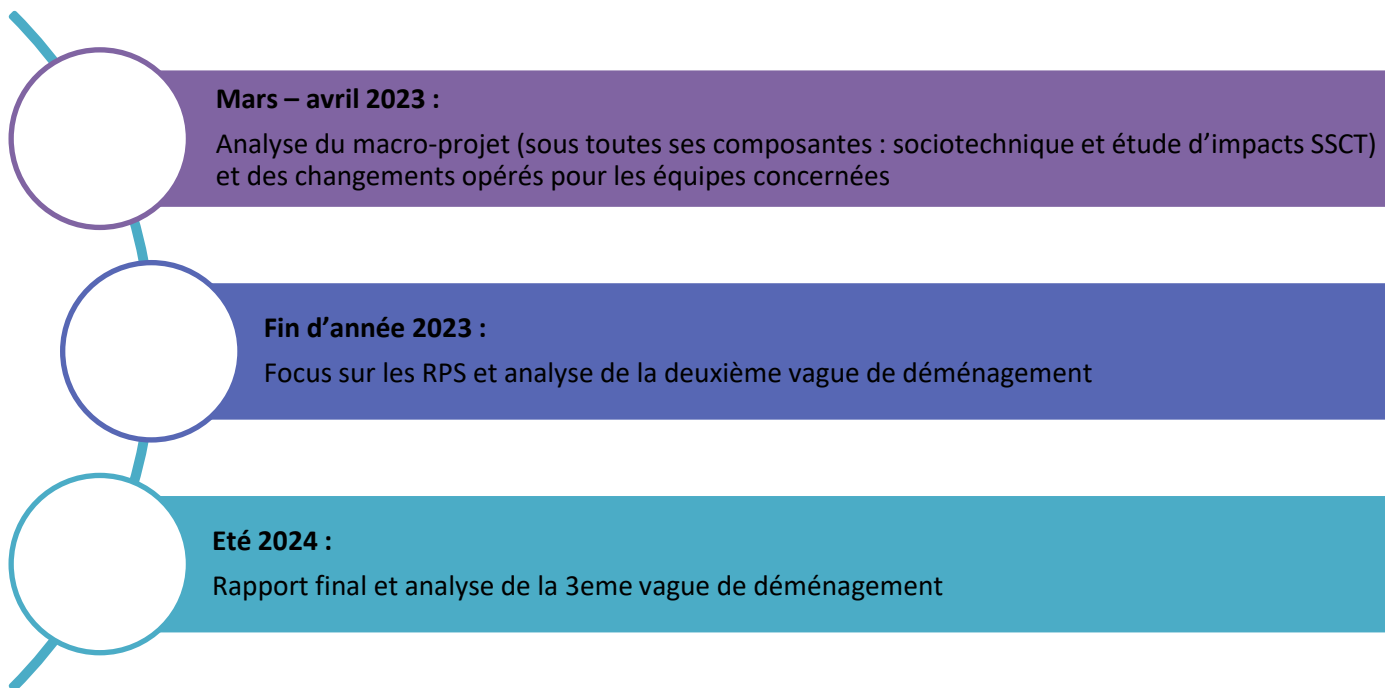 Mars – avril 2023 :
Analyse du macro-projet (sous toutes ses composantes : sociotechnique et étude d’impacts SSCT)
et des changements opérés pour les équipes concernées
Fin d’année 2023 :
Focus sur les RPS et analyse de la deuxième vague de déménagement
Eté 2024 :
Rapport final et analyse de la 3eme vague de déménagement